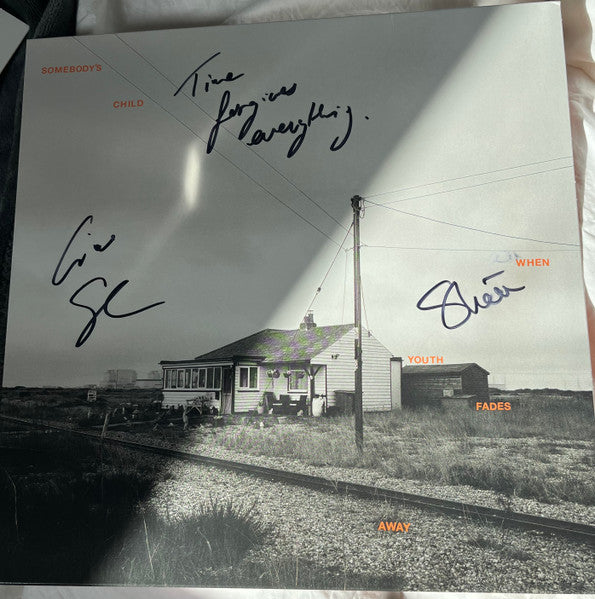 SOMEBODY'S
CHILD
Time
forgives
everything.
WHEN
YOUTH
FADES
AWAY